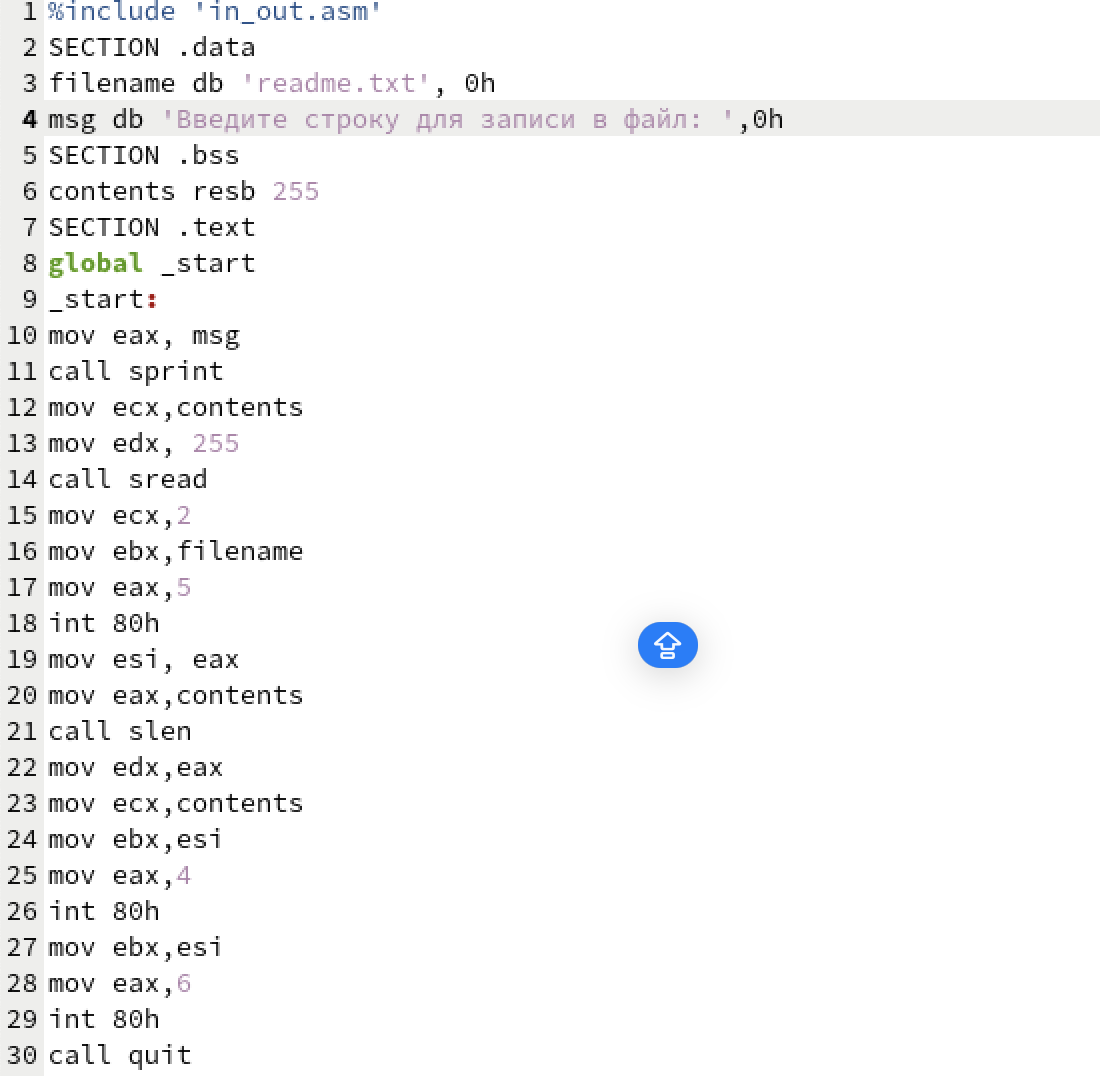 1 %include 'in_out.asm'
2 SECTION .data
3 filename db 'readme.txt', 0h
4 msg db 'Введите строку для записи в файл: ',0h
5 SECTION .bss
6 contents resb 255
7 SECTION .text
8 global _start
9 _start:
10 mov eax, msg
11 call sprint
12 mov ecx,contents
13 mov edx, 255
14 call sread
15 mov ecx,2
16 mov ebx,filename
17 mov eax,5
18 int 80h
19 mov esi, eax
20 mov eax,contents
21 call slen
22 mov edx,eax
23 mov ecx,contents
24 mov ebx,esi
25 mov eax,4
26 int 80h
27 mov ebx,esi
28 mov eax,6
29 int 80h
30 call quit